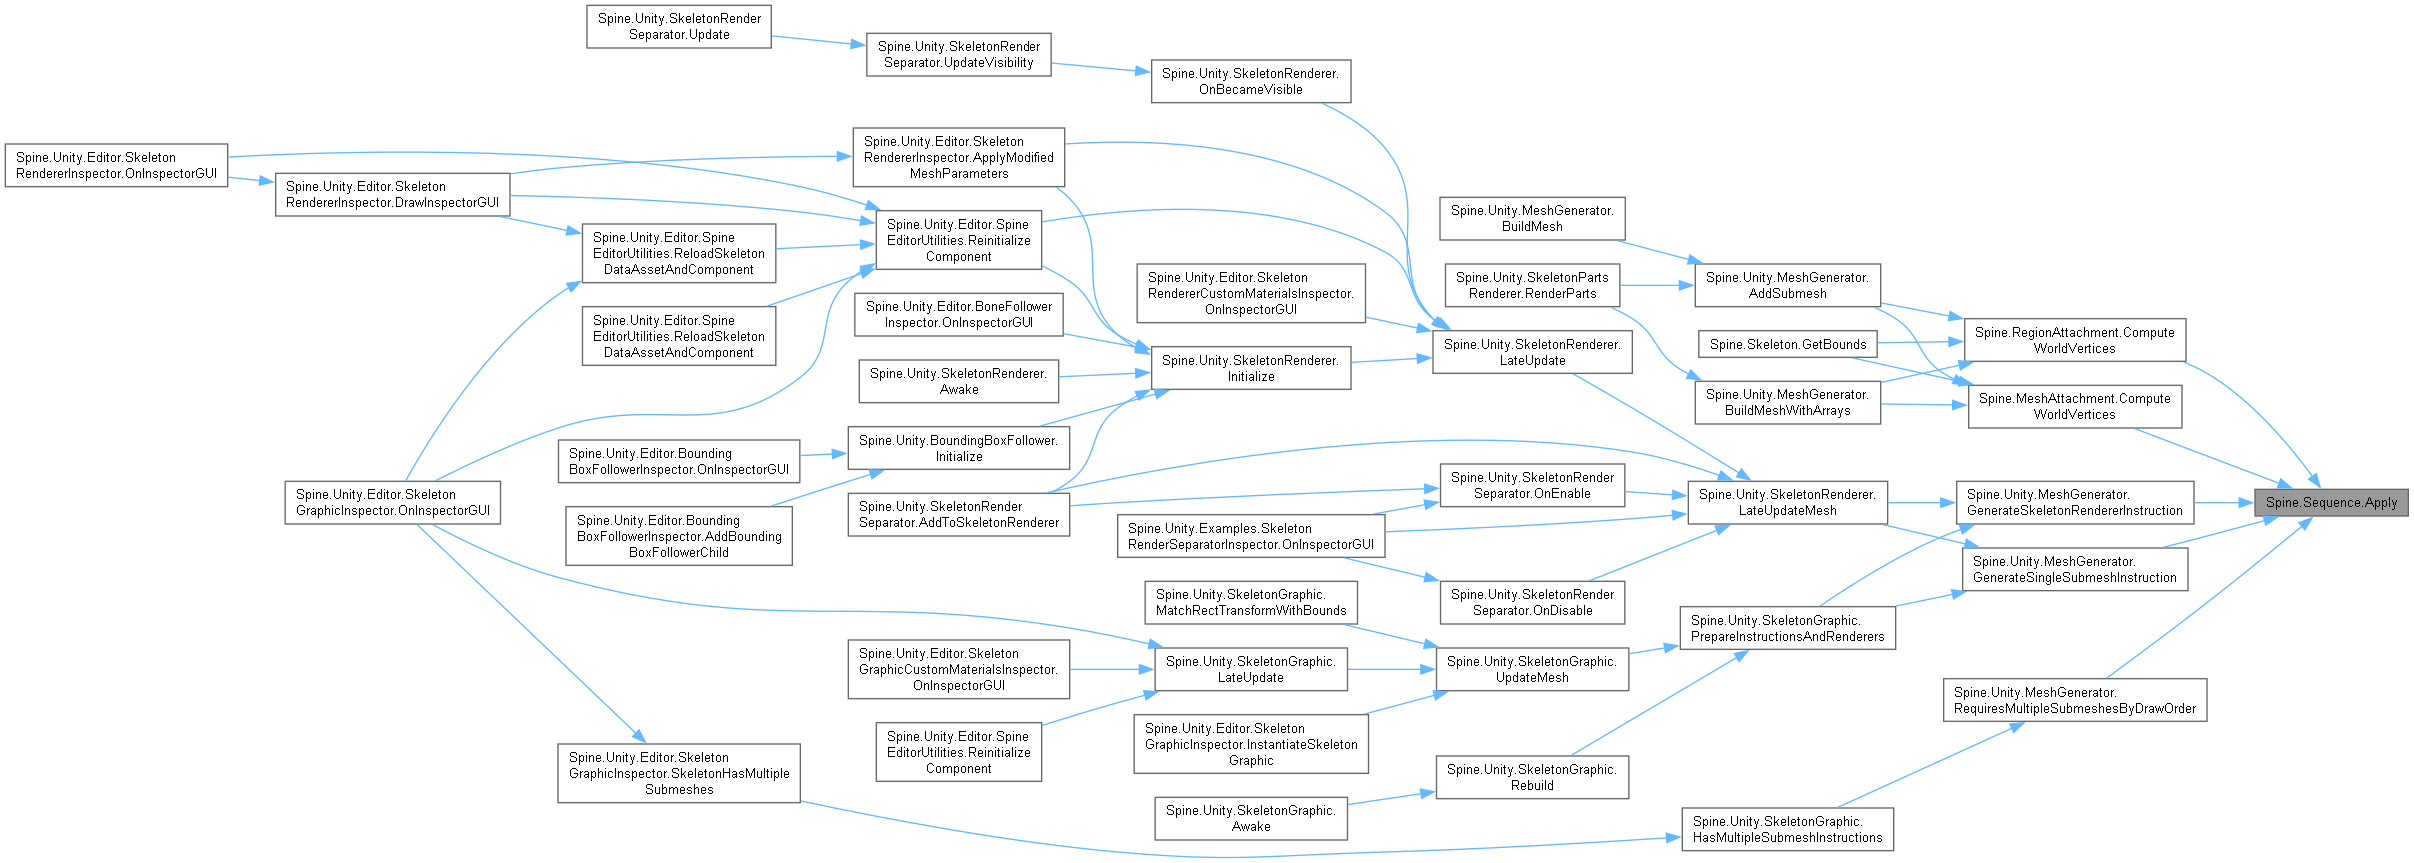 Spine.Unity.SkeletonRender
Separator.Update
Spine.Unity.SkeletonRender
Separator.UpdateVisibility
Spine.Unity.SkeletonRenderer.
OnBecameVisible
Spine.Unity.Editor.Skeleton
RendererInspector.OnInspectorGUI
Spine.Unity.Editor.Skeleton
RendererInspector.DrawInspectorGUI
Spine.Unity.Editor.Skeleton
RendererInspector.ApplyModified
MeshParameters
Spine.Unity.Editor.Spine
EditorUtilities.ReloadSkeleton
DataAssetAndComponent
Spine.Unity.Editor.Spine
EditorUtilities.Reinitialize
Component
Spine.Unity.Editor.Spine
EditorUtilities.ReloadSkeleton
DataAssetAndComponent
Spine.Unity.Editor.BoneFollower
Inspector.OnInspectorGUI
Spine.Unity.Editor.Skeleton
RendererCustomMaterialsInspector.
OnInspectorGUI
Spine.Unity.MeshGenerator.
BuildMesh
Spine.Unity.SkeletonParts
Renderer.RenderParts
Spine.Unity.MeshGenerator.
AddSubmesh
Spine.Unity.SkeletonRenderer.
Awake
Spine.Unity.SkeletonRenderer.
Initialize
Spine.Unity.SkeletonRenderer.
LateUpdate
Spine.Skeleton.GetBounds
Spine.RegionAttachment.Compute
WorldVertices
Spine.Unity.MeshGenerator.
BuildMeshWithArrays
Spine.MeshAttachment.Compute
WorldVertices
Spine.Unity.Editor.Bounding
BoxFollowerInspector.OnInspectorGUI
Spine.Unity.BoundingBoxFollower.
Initialize
Spine.Unity.Editor.Skeleton
GraphicInspector.OnInspectorGUI
Spine.Unity.Editor.Bounding
BoxFollowerInspector.AddBounding
BoxFollowerChild
Spine.Unity.SkeletonRender
Separator.AddToSkeletonRenderer
Spine.Unity.SkeletonRender
Separator.OnEnable
Spine.Unity.Examples.Skeleton
RenderSeparatorInspector.OnInspectorGUI
Spine.Unity.SkeletonRenderer.
LateUpdateMesh
Spine.Unity.MeshGenerator.
GenerateSkeletonRendererInstruction
Spine.Sequence.Apply
Spine.Unity.MeshGenerator.
GenerateSingleSubmeshInstruction
Spine.Unity.SkeletonGraphic.
MatchRectTransformWithBounds
Spine.Unity.SkeletonRender
Separator.OnDisable
Spine.Unity.SkeletonGraphic.
PrepareInstructionsAndRenderers
Spine.Unity.Editor.Skeleton
GraphicCustomMaterialsInspector.
OnInspectorGUI
Spine.Unity.SkeletonGraphic.
LateUpdate
Spine.Unity.SkeletonGraphic.
UpdateMesh
Spine.Unity.MeshGenerator.
RequiresMultipleSubmeshesByDrawOrder
Spine.Unity.Editor.Spine
EditorUtilities.Reinitialize
Component
Spine.Unity.Editor.Skeleton
GraphicInspector.InstantiateSkeleton
Graphic
Spine.Unity.Editor.Skeleton
GraphicInspector.SkeletonHasMultiple
Submeshes
Spine.Unity.SkeletonGraphic.
Rebuild
Spine.Unity.SkeletonGraphic.
Awake
Spine.Unity.SkeletonGraphic.
HasMultipleSubmeshInstructions